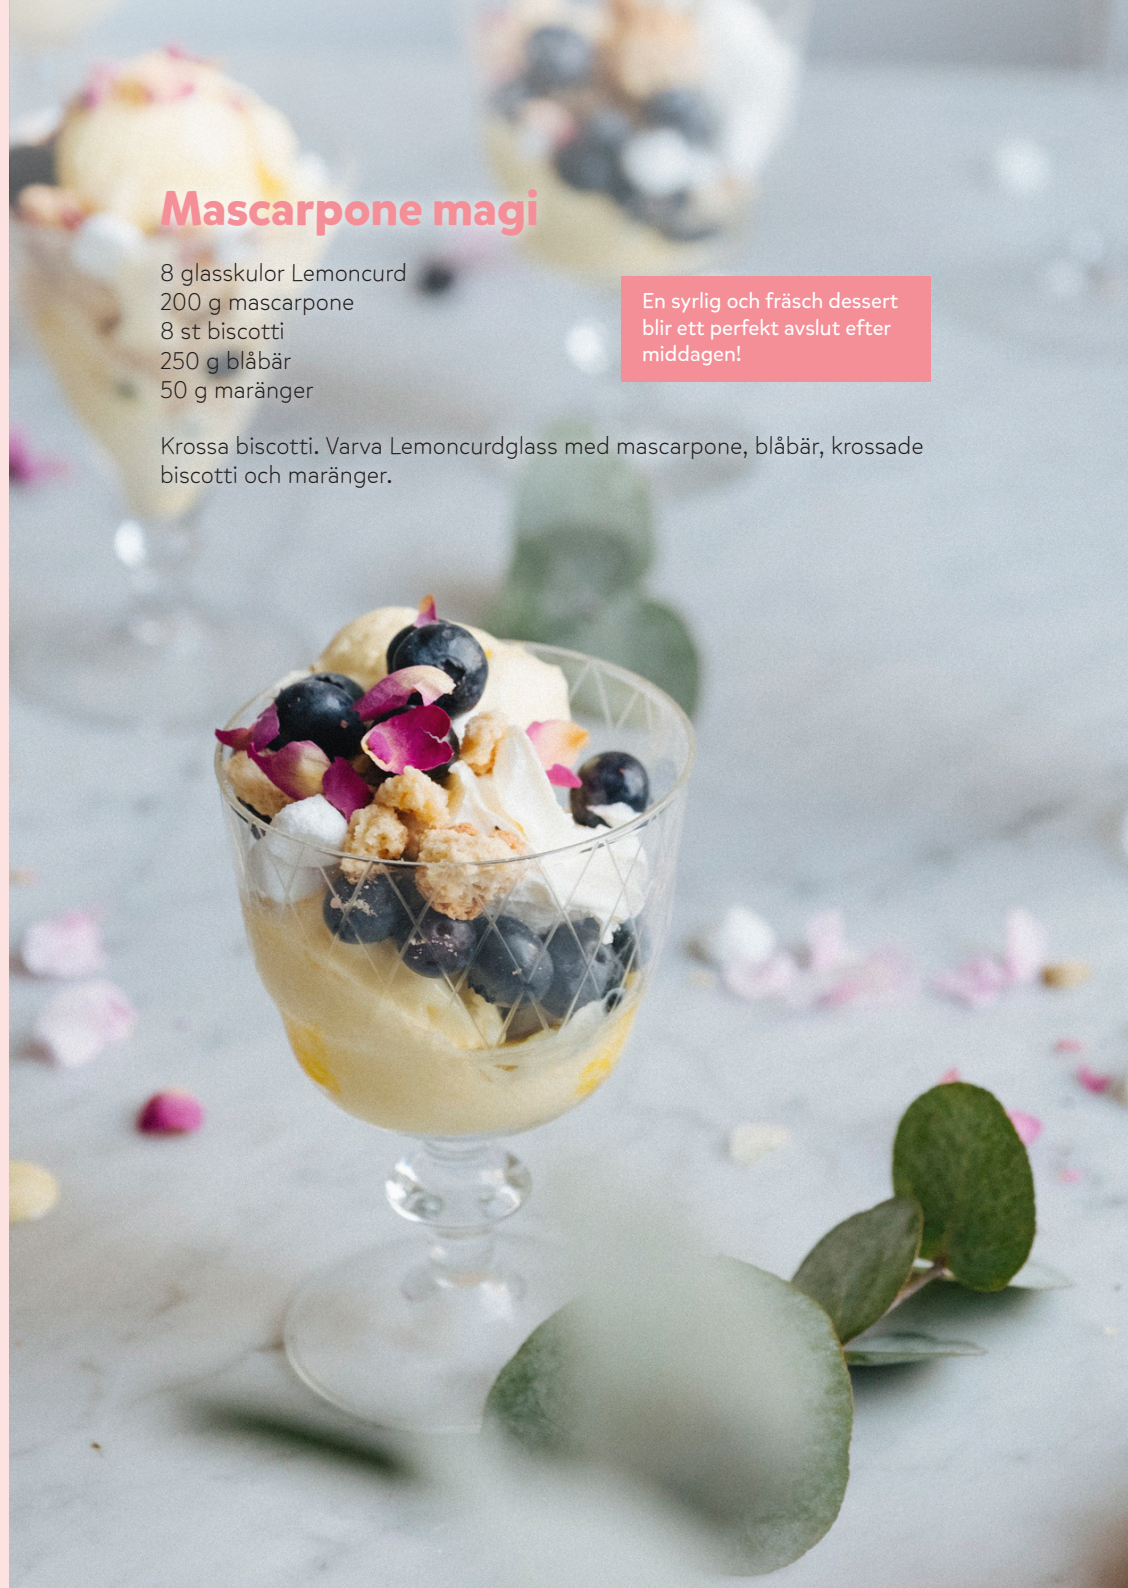 Mascarpone magi
8 glasskulor Lemoncurd
200 g mascarpone
8 st biscotti
250 g blåbär
50 g maränger
En syrlig och fräsch dessert
blir ett perfekt avslut efter
middagen!
Krossa biscotti. Varva Lemoncurdglass med mascarpone, blåbär, krossade
biscotti och maränger.